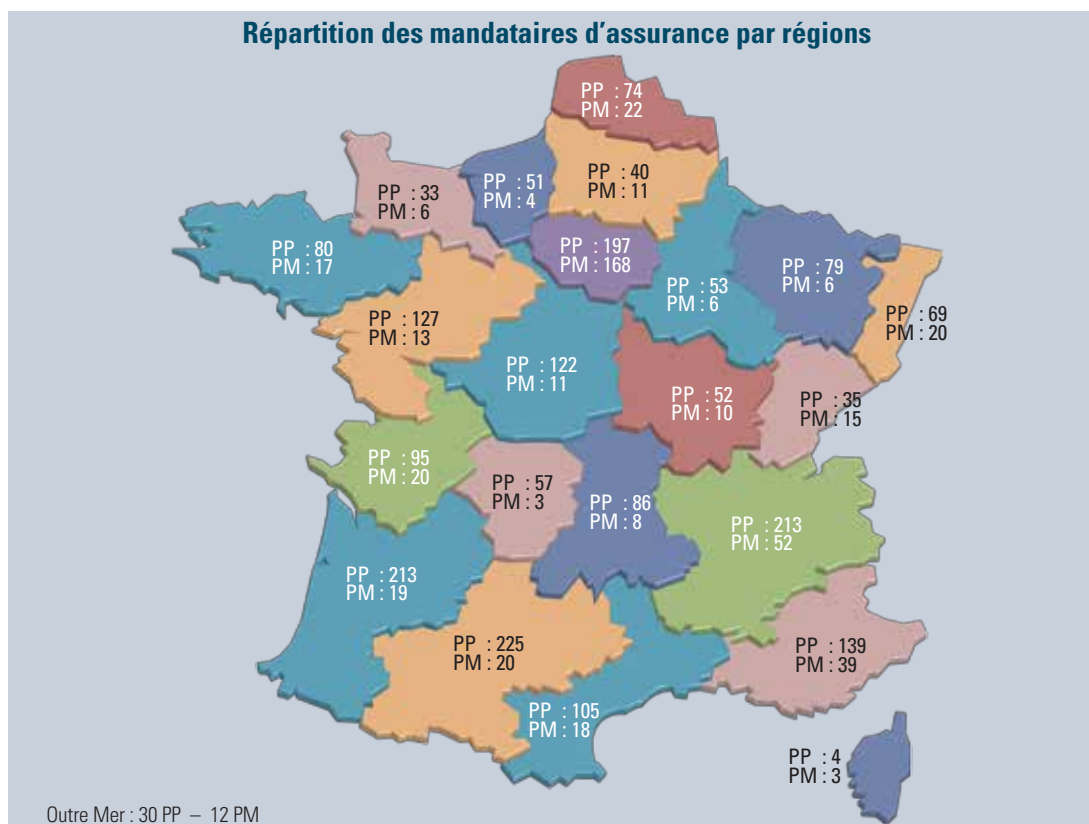 Répartition des mandataires d'assurance par régions
PP : 74
PM : 22
PP : 40
PM : 11
PP : 51
PM : 4
PP : 33
PM : 6
PP : 80
PM : 17
PP : 197
PM : 168
PP : 53
PM : 6
PP : 79
PM : 6
PP : 69
PM : 20
PP : 127
PM : 13
PP : 122
PM : 11
PP : 52
PM : 10
PP : 35
PM : 15
PP : 95
PM : 20
PP : 57
PM : 3
PP : 86
PM : 8
PP : 213
PM : 52
PP : 213
PM : 19
PP : 225
PM : 20
PP : 139
PM : 39
PP : 105
PM : 18
PP : 4
PM : 3
Outre Mer : 30 PP – 12 PM